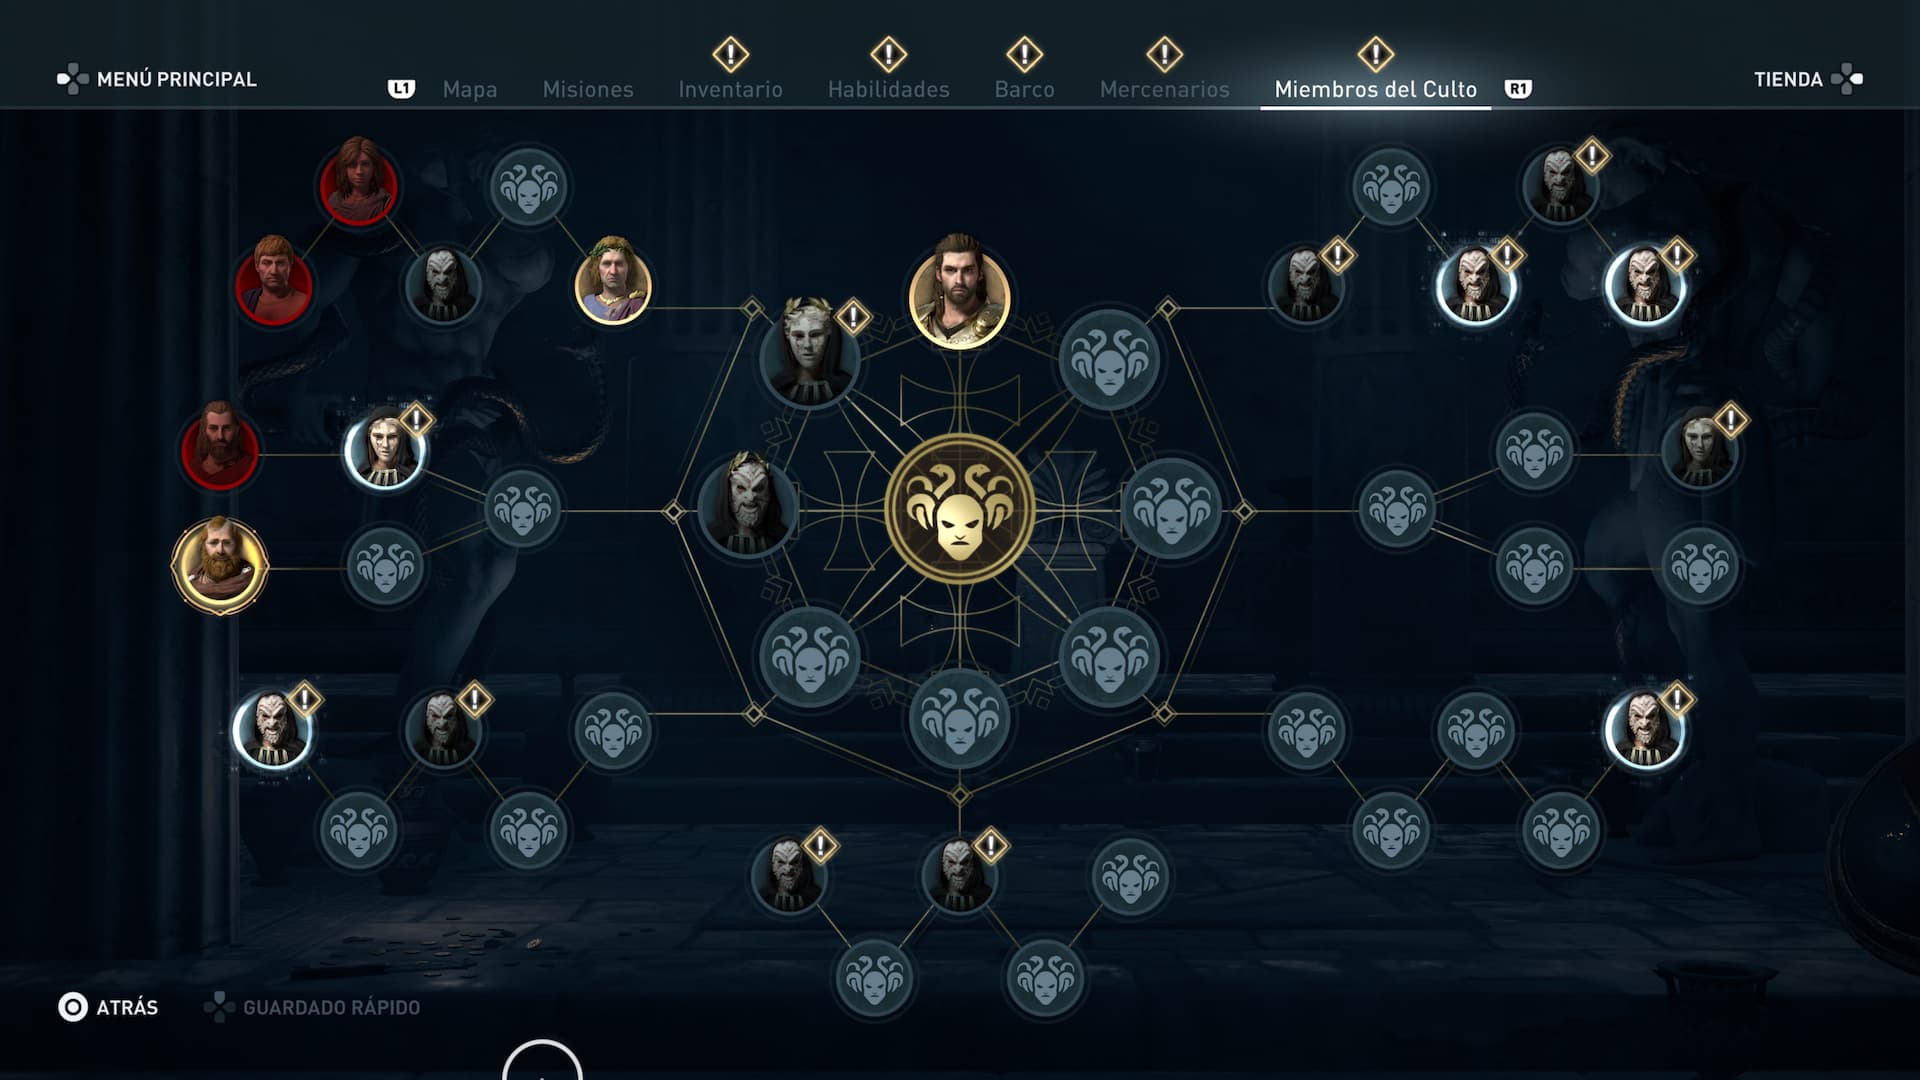 MENÚ PRINCIPAL
L1 Mapa Misiones Inventario Habilidades Barco Mercenarios Miembros del Culto R1
TIENDA
ATRÁS
GUARDADO RÁPIDO